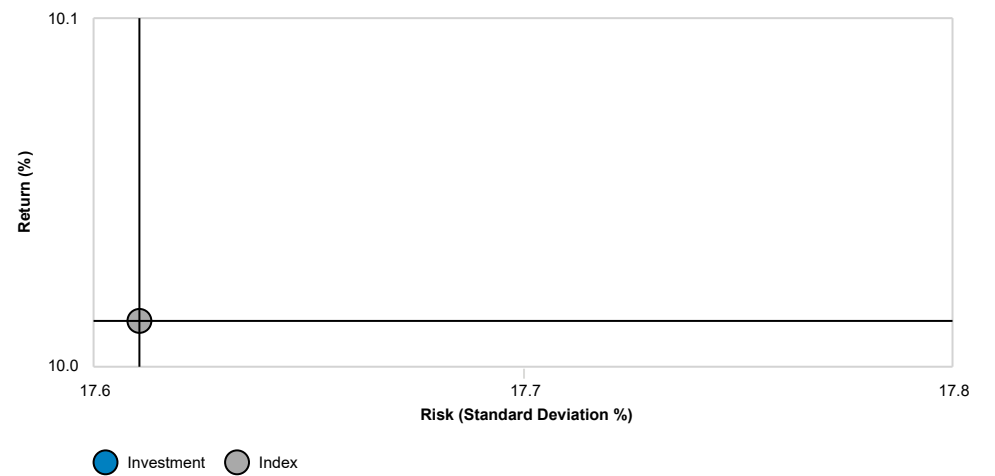 10.1
Return (%)
10.0
17.6 17.7 17.8
Risk (Standard Deviation %)
Investment Index